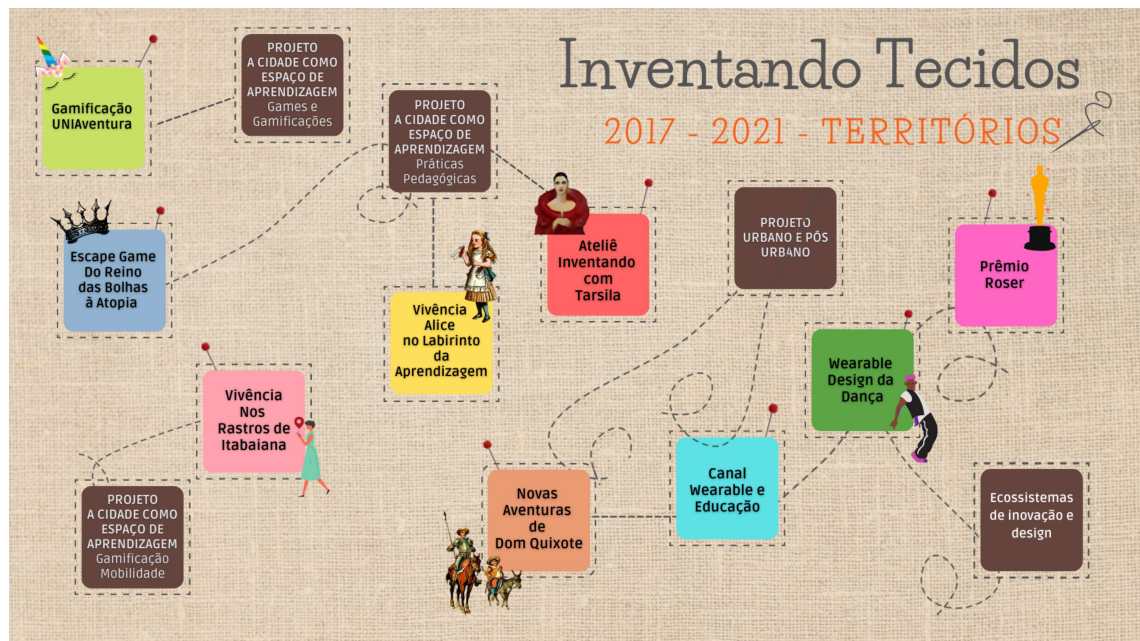 Inventando Tecidos
2017 - 2021 - TERRITÓRIOS
Gamificação
UNIAventura
PROJETO
A CIDADE COMO
ESPAÇO DE
APRENDIZAGEM
Games e
Gamificações
PROJETO
A CIDADE COMO
ESPAÇO DE
APRENDIZAGEM
Práticas
Pedagógicas
Ateliê
Inventando
com
Tarsila
PROJETO
URBANO E PÓS
URB4NO
Prêmio
Roser
Escape Game
Do Reino
das Bolhas
à Atopia
Vivência
Alice
no Labirinto
da
Aprendizagem
Wearable
Design da
Dança
Vivência
Nos
Rastros de
Itabaiana
PROJETO
A CIDADE COMO
ESPAÇO DE
APRENDIZAGEM
Gamificação
Mobilidade
Novas
Aventuras
de
Dom Quixote
Canal
Wearable e
Educação
Ecossistemas
de inovação e
design